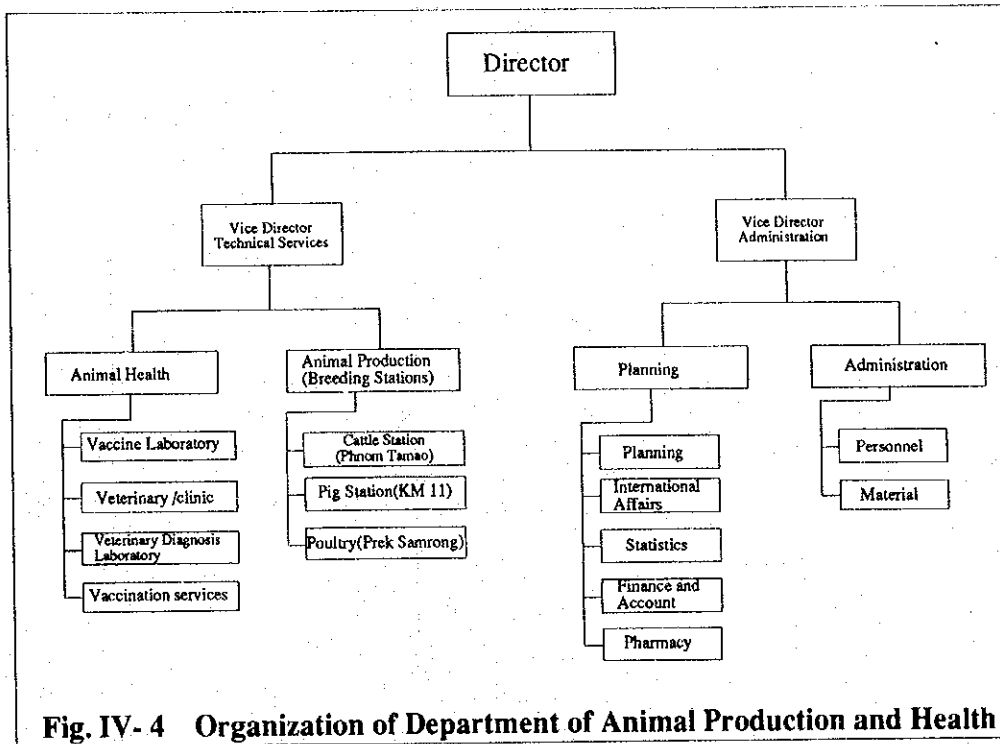 Director
Vice Director
Technical Services
Vice Director
Administration
Animal Health
Animal Production
(Breeding Stations)
Planning
Administration
Vaccine Laboratory
Veterinary /clinic
Veterinary Diagnosis
Laboratory
Vaccination services
Cattle Station
(Phnom Tamao)
Pig Station(KM 11)
Poultry(Prek Samrong)
Planning
International
Affairs
Statistics
Finance and
Account
Pharmacy
Personnel
Material
Fig. IV- 4 Organization of Department of Animal Production and Health